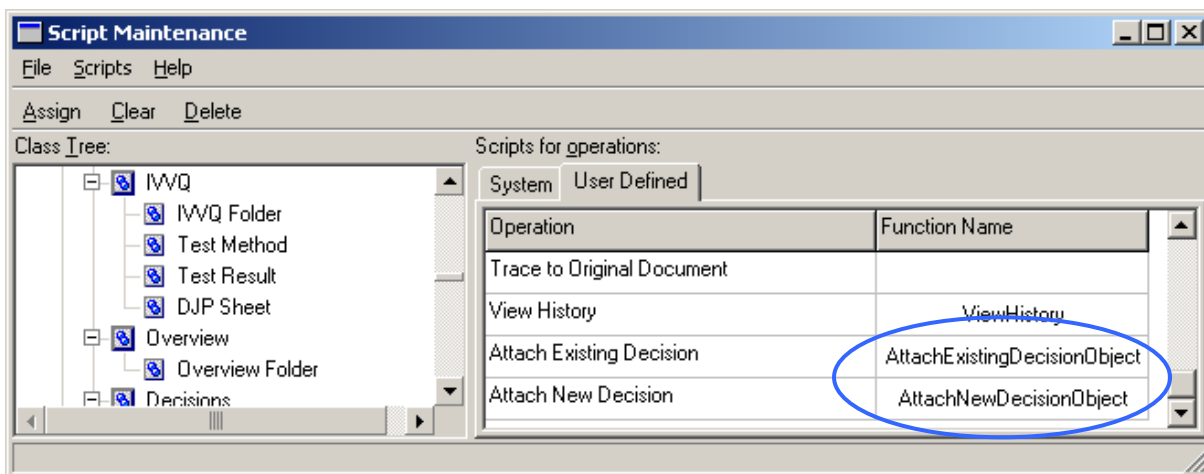 Script Maintenance
File Scripts Help
Assign Clear Delete
Class Tree:
IVVQ
IVVQ Folder
Test Method
Test Result
DJP Sheet
Overview
Overview Folder
Decisions
Scripts for operations:
System User Defined
Operation Function Name
Trace to Original Document
View History ViewHistory
Attach Existing Decision AttachExistingDecisionObject
Attach New Decision AttachNewDecisionObject